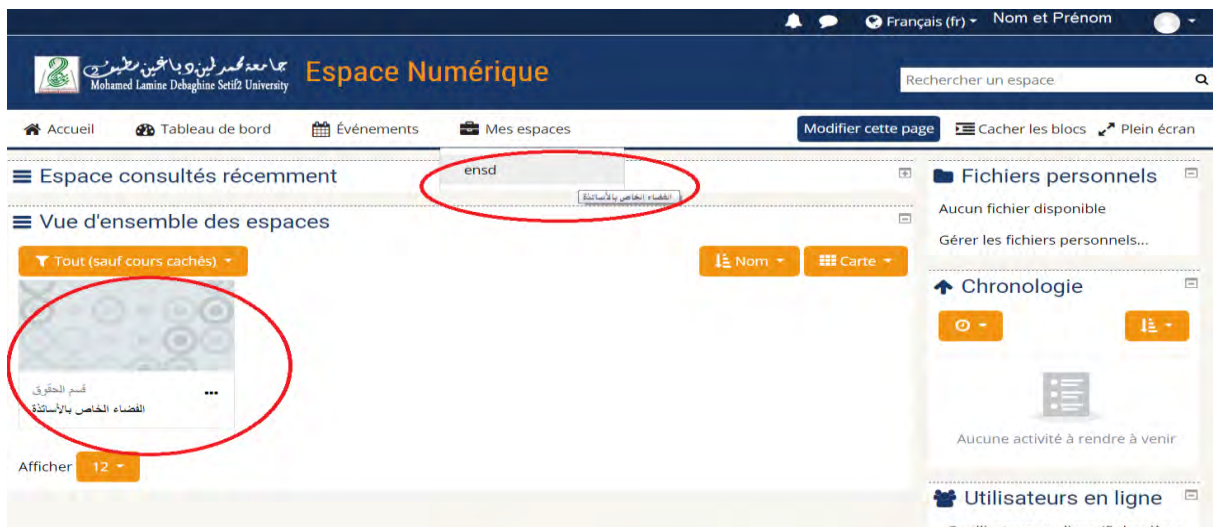 Français (fr) Nom et Prénom
جامعة محمد لمين دباغين سطيف2
Mohamed Lamine Debaghine Setif2 University
Espace Numérique
Rechercher un espace
Accueil Tableau de bord Événements Mes espaces Modifier cette page Cacher les blocs Plein écran
ensd
الفضاء الخاص بالأساتذة
Espace consultés récemment
Vue d'ensemble des espaces
Tout (sauf cours cachés) Nom Carte
قسم الحقوق
الفضاء الخاص بالأساتذة
Afficher 12
Fichiers personnels
Aucun fichier disponible
Gérer les fichiers personnels...
Chronologie
Aucune activité à rendre à venir
Utilisateurs en ligne